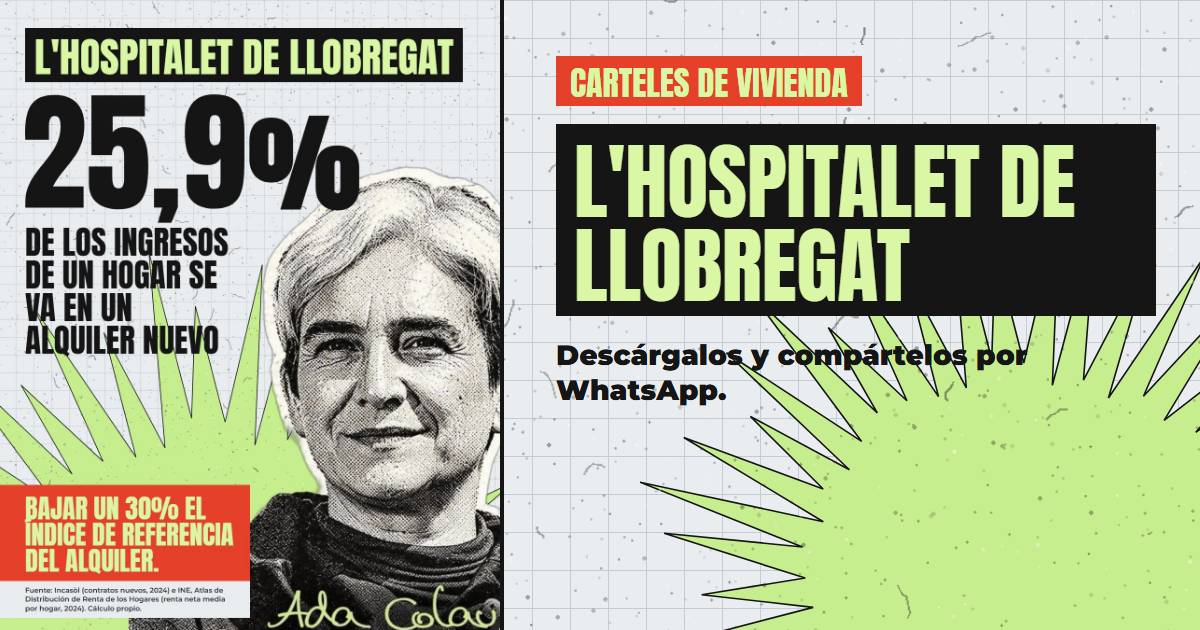 L'HOSPITALET DE LLOBREGAT
25,9%
DE LOS INGRESOS
DE UN HOGAR SE
VA EN UN
ALQUILER NUEVO
BAJAR UN 30% EL
ÍNDICE DE REFERENCIA
DEL ALQUILER.
Fuente: Incasòl (contratos nuevos, 2024) e INE, Atlas de
Distribución de Renta de los Hogares (renta neta media
por hogar, 2024). Cálculo propio.
Ada Colau
CARTELES DE VIVIENDA
L'HOSPITALET DE
LLOBREGAT
Descárgalos y compártelos por
WhatsApp.